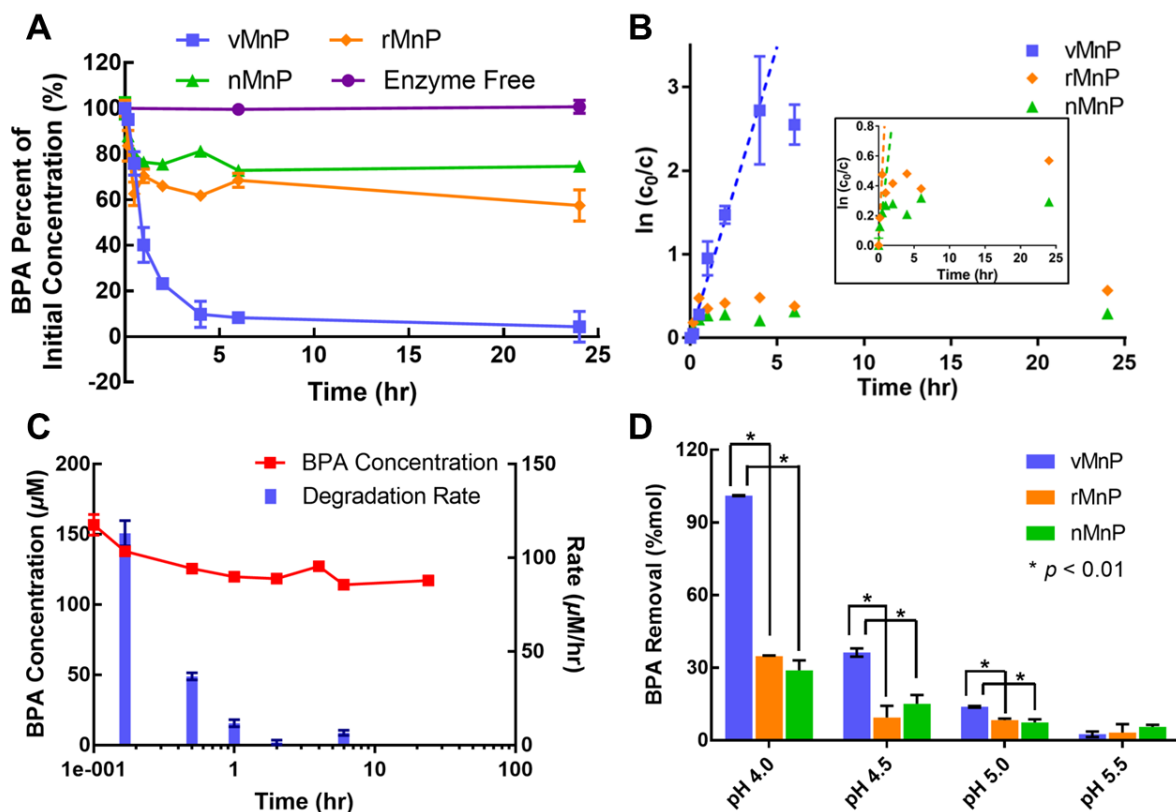 A
vMnP
rMnP
nMnP
Enzyme Free
BPA Percent of
Initial Concentration (%)
120
100
80
60
40
20
0
-20
5
10
15
20
25
Time (hr)
B
vMnP
rMnP
nMnP
ln (c0/c)
3
2
1
0
0
5
10
15
20
25
Time (hr)
ln (c0/c)
0.8
0.6
0.4
0.2
0.0
0
5
10
15
20
25
Time (hr)
C
BPA Concentration
Degradation Rate
BPA Concentration (µM)
200
150
100
50
0
1e-001
1
10
100
Time (hr)
150
100
50
0
Rate (µM/hr)
D
vMnP
rMnP
nMnP
* p < 0.01
BPA Removal (%mol)
120
90
60
30
0
*
*
*
*
*
*
pH 4.0
pH 4.5
pH 5.0
pH 5.5